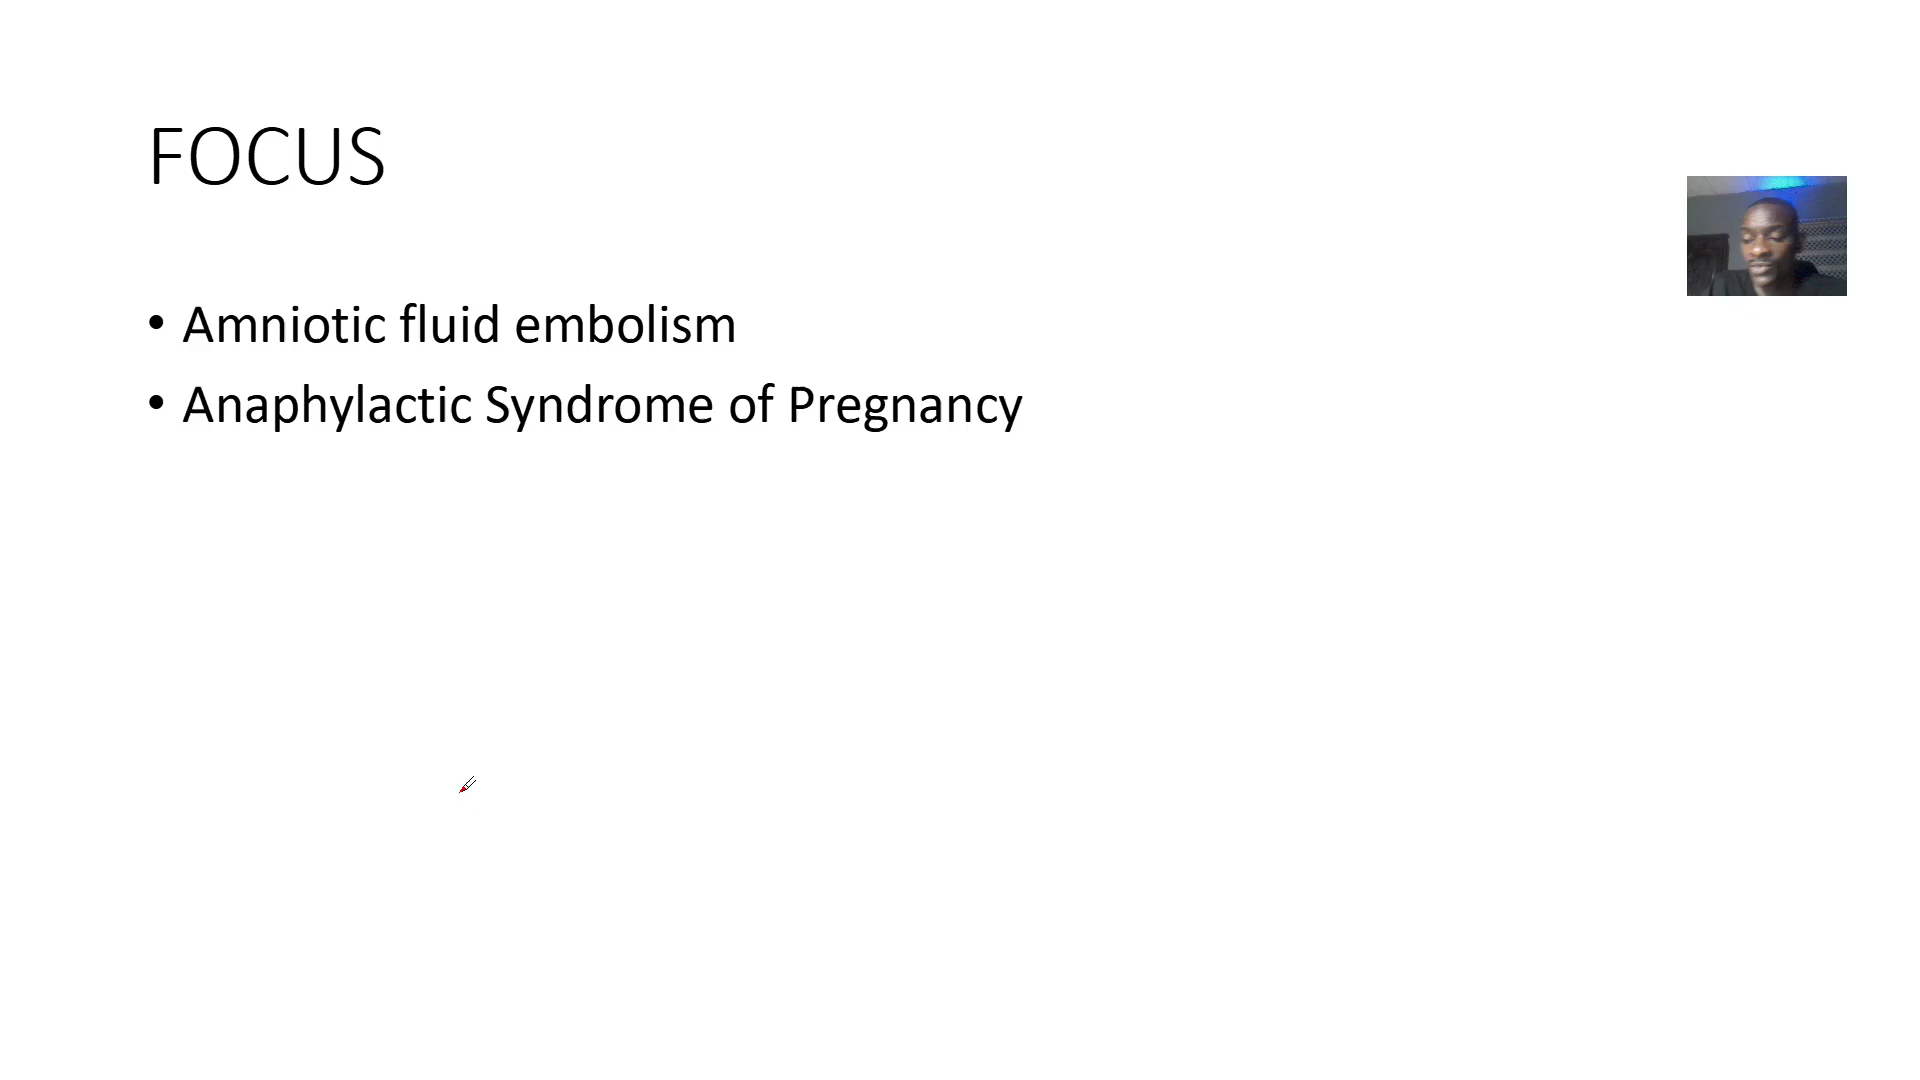 FOCUS
• Amniotic fluid embolism
• Anaphylactic Syndrome of Pregnancy